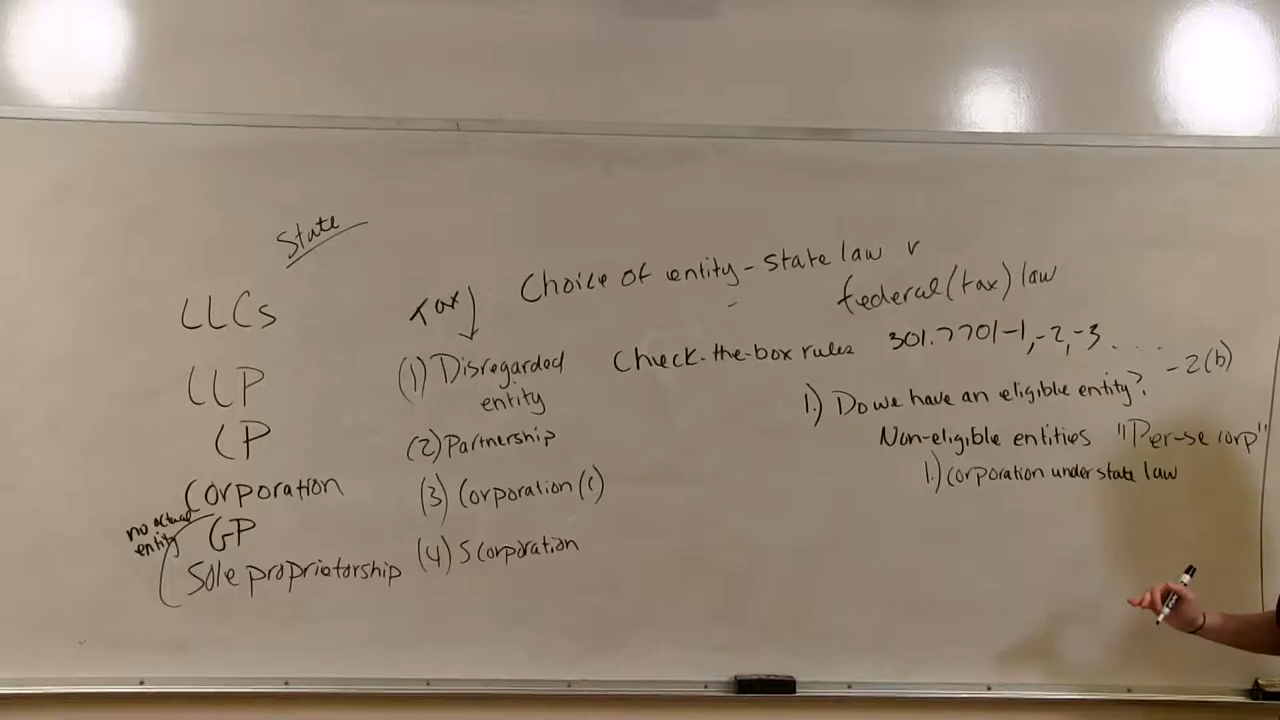 State
LLCs
LLP
LP
Corporation
no actual
entity
GP
Sole proprietorship
Tax
(1) Disregarded
entity
(2) Partnership
(3) Corporation (C)
(4) S corporation
Choice of entity - state law v
federal (tax) law
Check-the-box rules 301.7701-1, -2, -3 . . . .
-2(b)
1.) Do we have an eligible entity?
Non-eligible entities "Per-se corp"
1.) Corporation under state law